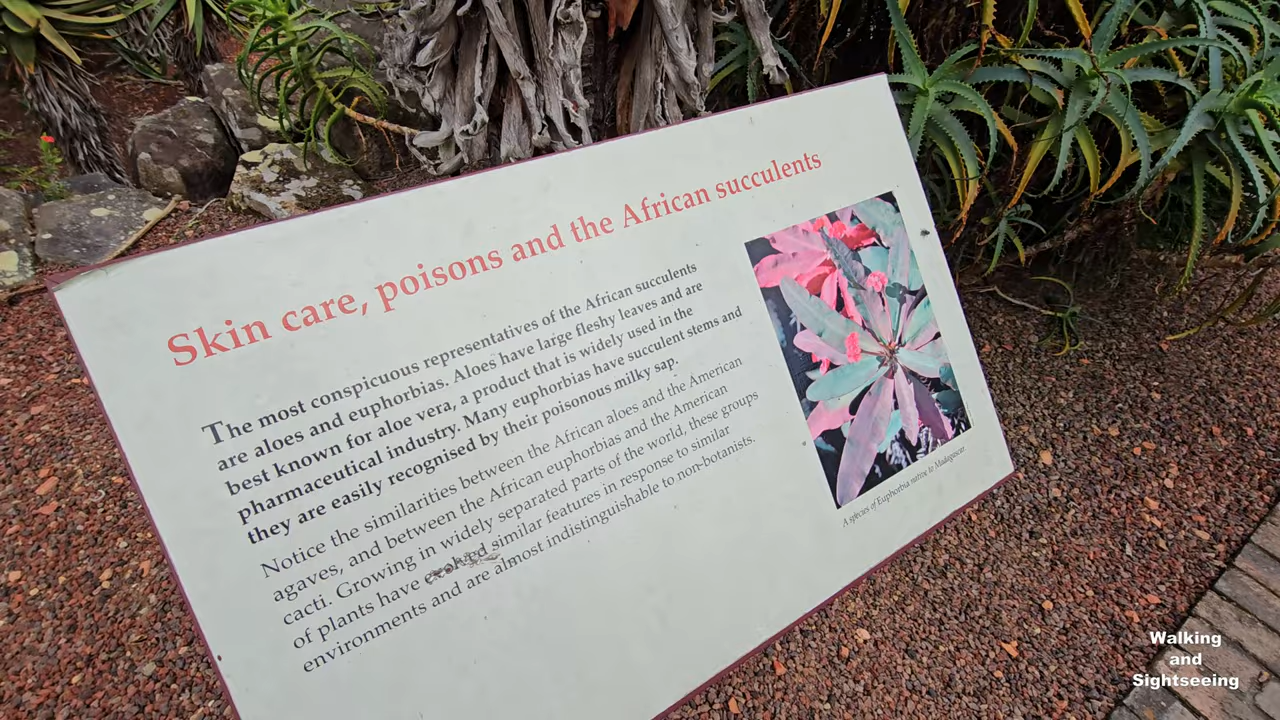 Skin care, poisons and the African succulents
The most conspicuous representatives of the African succulents
are aloes and euphorbias. Aloes have large fleshy leaves and are
best known for aloe vera, a product that is widely used in the
pharmaceutical industry. Many euphorbias have succulent stems and
they are easily recognised by their poisonous milky sap.
Notice the similarities between the African aloes and the American
agaves, and between the African euphorbias and the American
cacti. Growing in widely separated parts of the world, these groups
of plants have evolved similar features in response to similar
environments and are almost indistinguishable to non-botanists.
A species of Euphorbia native to Madagascar
Walking
and
Sightseeing